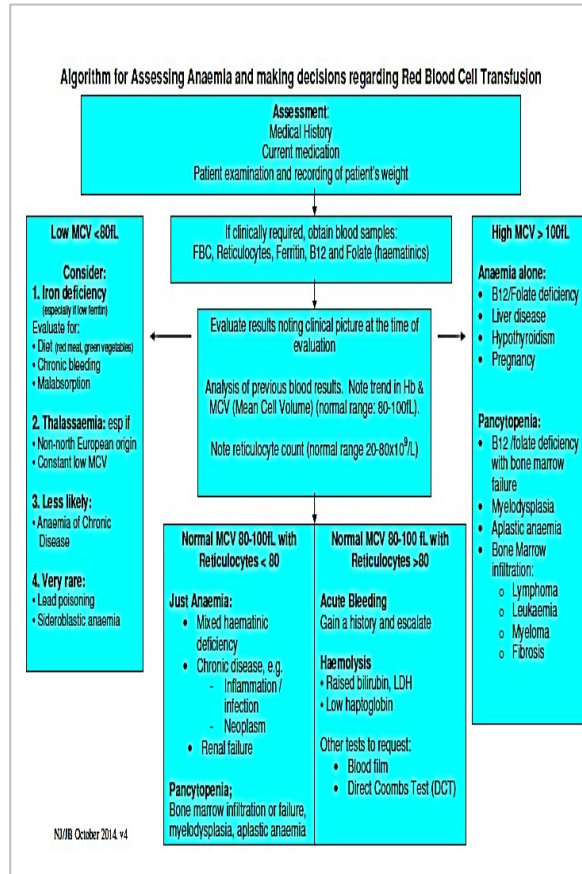 Algorithm for Assessing Anaemia and making decisions regarding Red Blood Cell Transfusion
Assessment:
Medical History
Current medication
Patient examination and recording of patient's weight
If clinically required, obtain blood samples:
FBC, Reticulocytes, Ferritin, B12 and Folate (haematinics)
Low MCV <80fL
Consider:
1. Iron deficiency
(especially if low ferritin)
Evaluate for:
• Diet (red meat, green vegetables)
• Chronic bleeding
• Malabsorption
2. Thalassaemia: esp if
• Non-north European origin
• Constant low MCV
3. Less likely:
• Anaemia of Chronic
Disease
4. Very rare:
• Lead poisoning
• Sideroblastic anaemia
Evaluate results noting clinical picture at the time of
evaluation
Analysis of previous blood results. Note trend in Hb &
MCV (Mean Cell Volume) (normal range: 80-100fL).
Note reticulocyte count (normal range 20-80x10⁹/L)
High MCV > 100fL
Anaemia alone:
• B12/Folate deficiency
• Liver disease
• Hypothyroidism
• Pregnancy
Pancytopenia:
• B12 /folate deficiency
with bone marrow
failure
• Myelodysplasia
• Aplastic anaemia
• Bone Marrow
infiltration:
o Lymphoma
o Leukaemia
o Myeloma
o Fibrosis
Normal MCV 80-100fL with
Reticulocytes < 80
Just Anaemia:
• Mixed haematinic
deficiency
• Chronic disease, e.g.
- Inflammation /
infection
- Neoplasm
• Renal failure
Pancytopenia;
Bone marrow infiltration or failure,
myelodysplasia, aplastic anaemia
Normal MCV 80-100 fL with
Reticulocytes >80
Acute Bleeding
Gain a history and escalate
Haemolysis
• Raised bilirubin, LDH
• Low haptoglobin
Other tests to request:
• Blood film
• Direct Coombs Test (DCT)
NJ/JB October 2014. v4